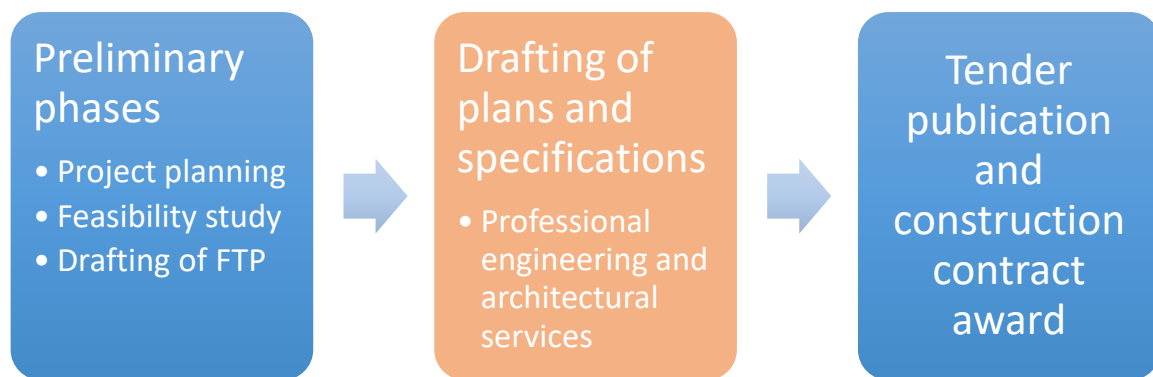 Preliminary
phases
• Project planning
• Feasibility study
• Drafting of FTP
Drafting of
plans and
specifications
• Professional
engineering and
architectural
services
Tender
publication
and
construction
contract
award